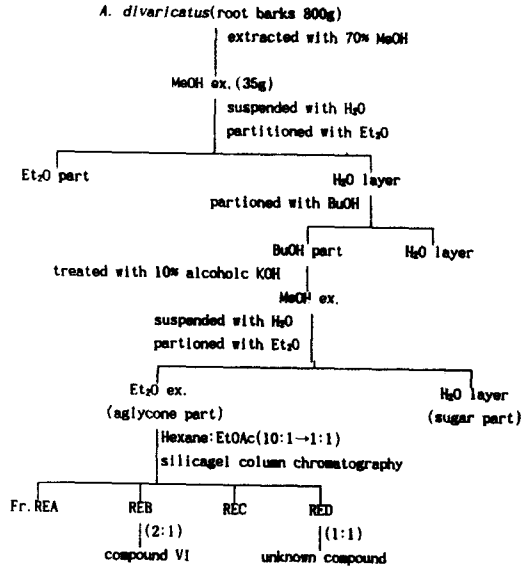 A. divaricatus(root barks 800g)
extracted with 70% MeOH
MeOH ex.(35g)
suspended with H₂O
partitioned with Et₂O
Et₂O part
H₂O layer
partioned with BuOH
BuOH part
H₂O layer
treated with 10% alcoholic KOH
MeOH ex.
suspended with H₂O
partioned with Et₂O
Et₂O ex.
H₂O layer
(aglycone part)
(sugar part)
Hexane:EtOAc(10:1→1:1)
silicagel column chromatography
Fr.REA
REB
REC
RED
(2:1)
(1:1)
compound VI
unknown compound